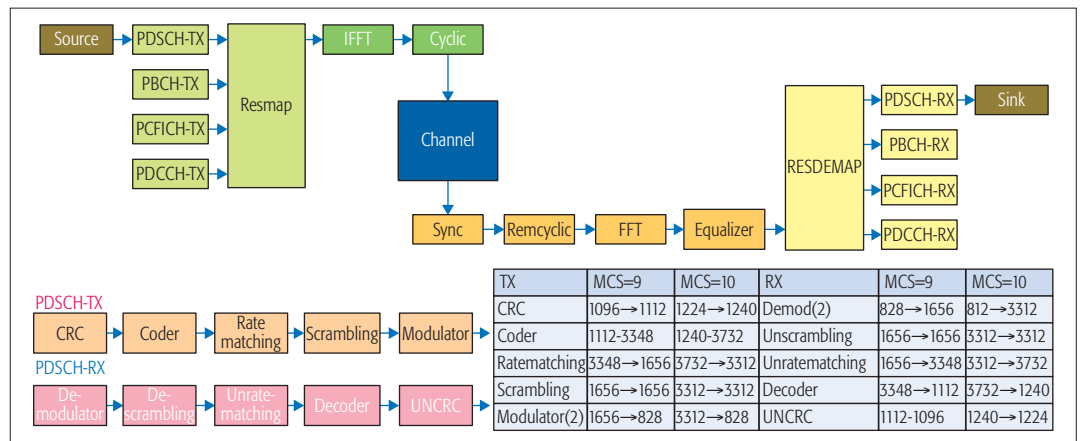 Source
PDSCH-TX
IFFT
Cyclic
PBCH-TX
Resmap
PCFICH-TX
PDCCH-TX
Channel
PDSCH-RX
Sink
PBCH-RX
RESDEMAP
PCFICH-RX
PDCCH-RX
Sync
Remcyclic
FFT
Equalizer
PDSCH-TX
CRC
Coder
Rate
matching
Scrambling
Modulator
PDSCH-RX
De-
modulator
De-
scrambling
Unrate-
matching
Decoder
UNCRC
TX MCS=9 MCS=10 RX MCS=9 MCS=10
CRC 1096→1112 1224→1240 Demod(2) 828→1656 812→3312
Coder 1112-3348 1240-3732 Unscrambling 1656→1656 3312→3312
Ratematching 3348→1656 3732→3312 Unratematching 1656→3348 3312→3732
Scrambling 1656→1656 3312→3312 Decoder 3348→1112 3732→1240
Modulator(2) 1656→828 3312→828 UNCRC 1112-1096 1240→1224